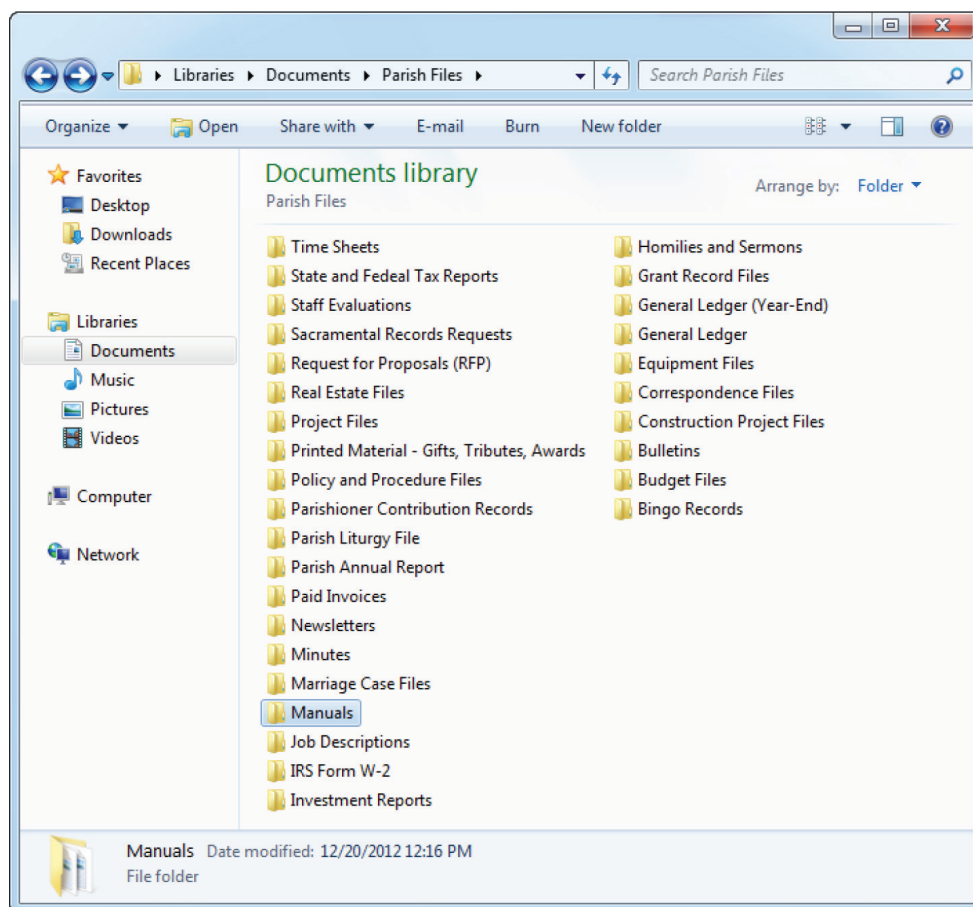 Libraries Documents Parish Files
Search Parish Files
Organize Open Share with E-mail Burn New folder
Favorites
Desktop
Downloads
Recent Places
Libraries
Documents
Music
Pictures
Videos
Computer
Network
Documents library
Parish Files
Arrange by: Folder
Time Sheets
State and Fedeal Tax Reports
Staff Evaluations
Sacramental Records Requests
Request for Proposals (RFP)
Real Estate Files
Project Files
Printed Material - Gifts, Tributes, Awards
Policy and Procedure Files
Parishioner Contribution Records
Parish Liturgy File
Parish Annual Report
Paid Invoices
Newsletters
Minutes
Marriage Case Files
Manuals
Job Descriptions
IRS Form W-2
Investment Reports
Homilies and Sermons
Grant Record Files
General Ledger (Year-End)
General Ledger
Equipment Files
Correspondence Files
Construction Project Files
Bulletins
Budget Files
Bingo Records
Manuals Date modified: 12/20/2012 12:16 PM
File folder